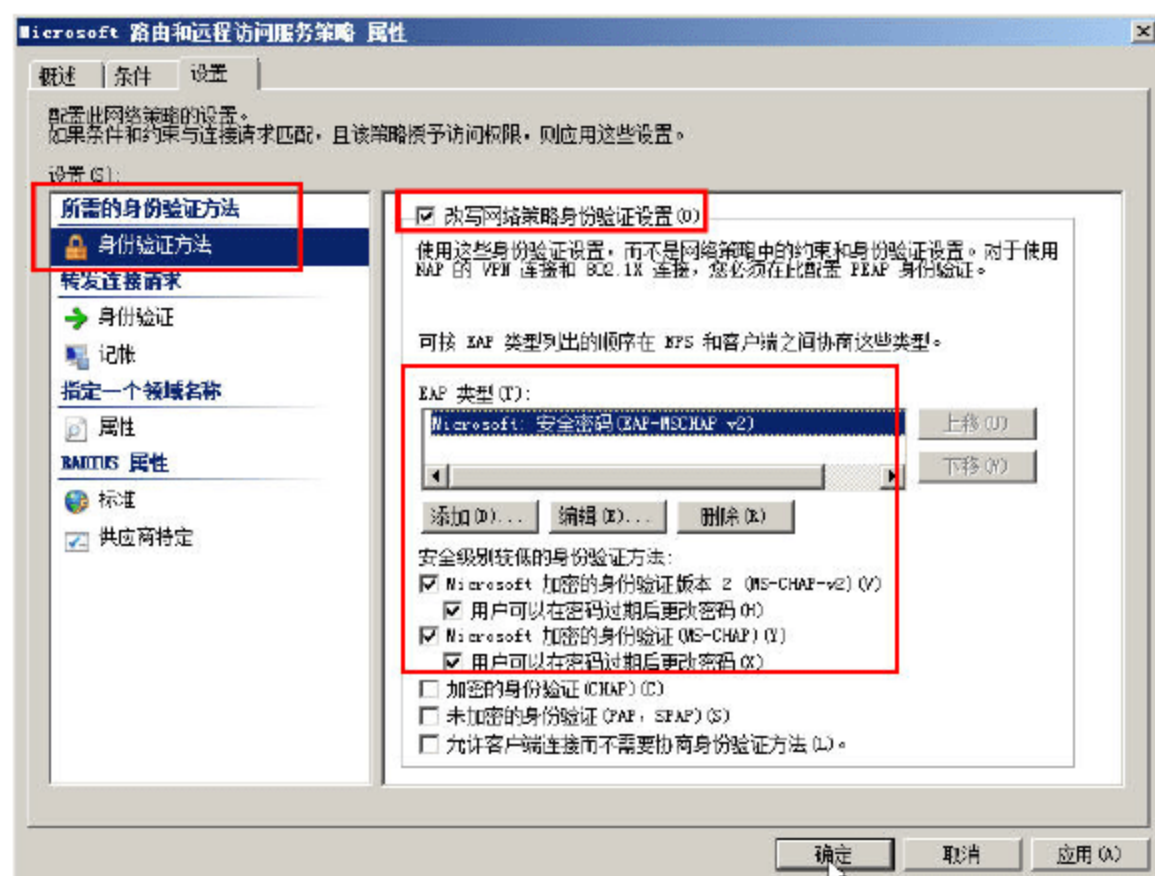 Microsoft 路由和远程访问服务策略 属性
概述 条件 设置
配置此网络策略的设置。
如果条件和约束与连接请求匹配，且该策略授予访问权限，则应用这些设置。
设置(S):
所需的身份验证方法
身份验证方法
转发连接请求
身份验证
记帐
指定一个领域名称
属性
RADIUS 属性
标准
供应商特定
改写网络策略身份验证设置(O)
使用这些身份验证设置，而不是网络策略中的约束和身份验证设置。对于使用
NAP 的 VPN 连接和 802.1X 连接，您必须在此配置 PEAP 身份验证。
可按 EAP 类型列出的顺序在 NPS 和客户端之间协商这些类型。
EAP 类型(T):
Microsoft: 安全密码(EAP-MSCHAP v2)
上移(U)
下移(W)
添加(D)... 编辑(E)... 删除(R)
安全级别较低的身份验证方法:
Microsoft 加密的身份验证版本 2 (MS-CHAP-v2)(V)
用户可以在密码过期后更改密码(H)
Microsoft 加密的身份验证(MS-CHAP)(Y)
用户可以在密码过期后更改密码(X)
加密的身份验证(CHAP)(C)
未加密的身份验证(PAP，SPAP)(S)
允许客户端连接而不需要协商身份验证方法(L)。
确定 取消 应用(A)